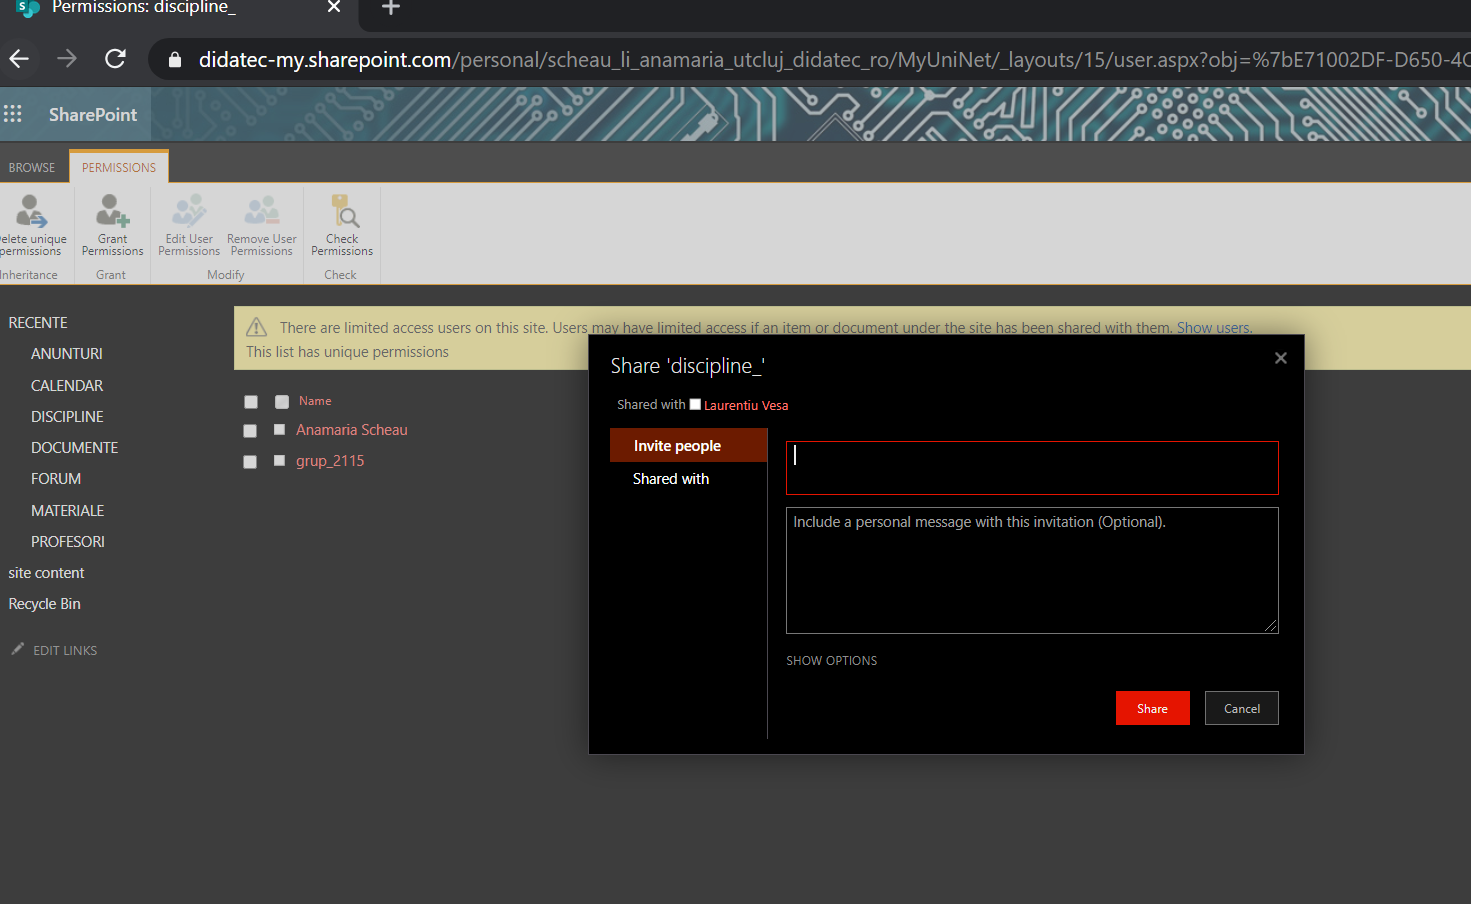 Permissions: discipline_
didatec-my.sharepoint.com/personal/scheau_li_anamaria_utcluj_didatec_ro/MyUniNet/_layouts/15/user.aspx?obj=%7bE71002DF-D650-4C
SharePoint
BROWSE PERMISSIONS
elete unique permissions
Grant Permissions
Edit User Permissions
Remove User Permissions
Check Permissions
nheritance Grant Modify Check
RECENTE
ANUNTURI
CALENDAR
DISCIPLINE
DOCUMENTE
FORUM
MATERIALE
PROFESORI
site content
Recycle Bin
EDIT LINKS
There are limited access users on this site. Users may have limited access if an item or document under the site has been shared with them. Show users.
This list has unique permissions
Name
Anamaria Scheau
grup_2115
Share 'discipline_'
Shared with Laurentiu Vesa
Invite people
Shared with
Include a personal message with this invitation (Optional).
SHOW OPTIONS
Share Cancel